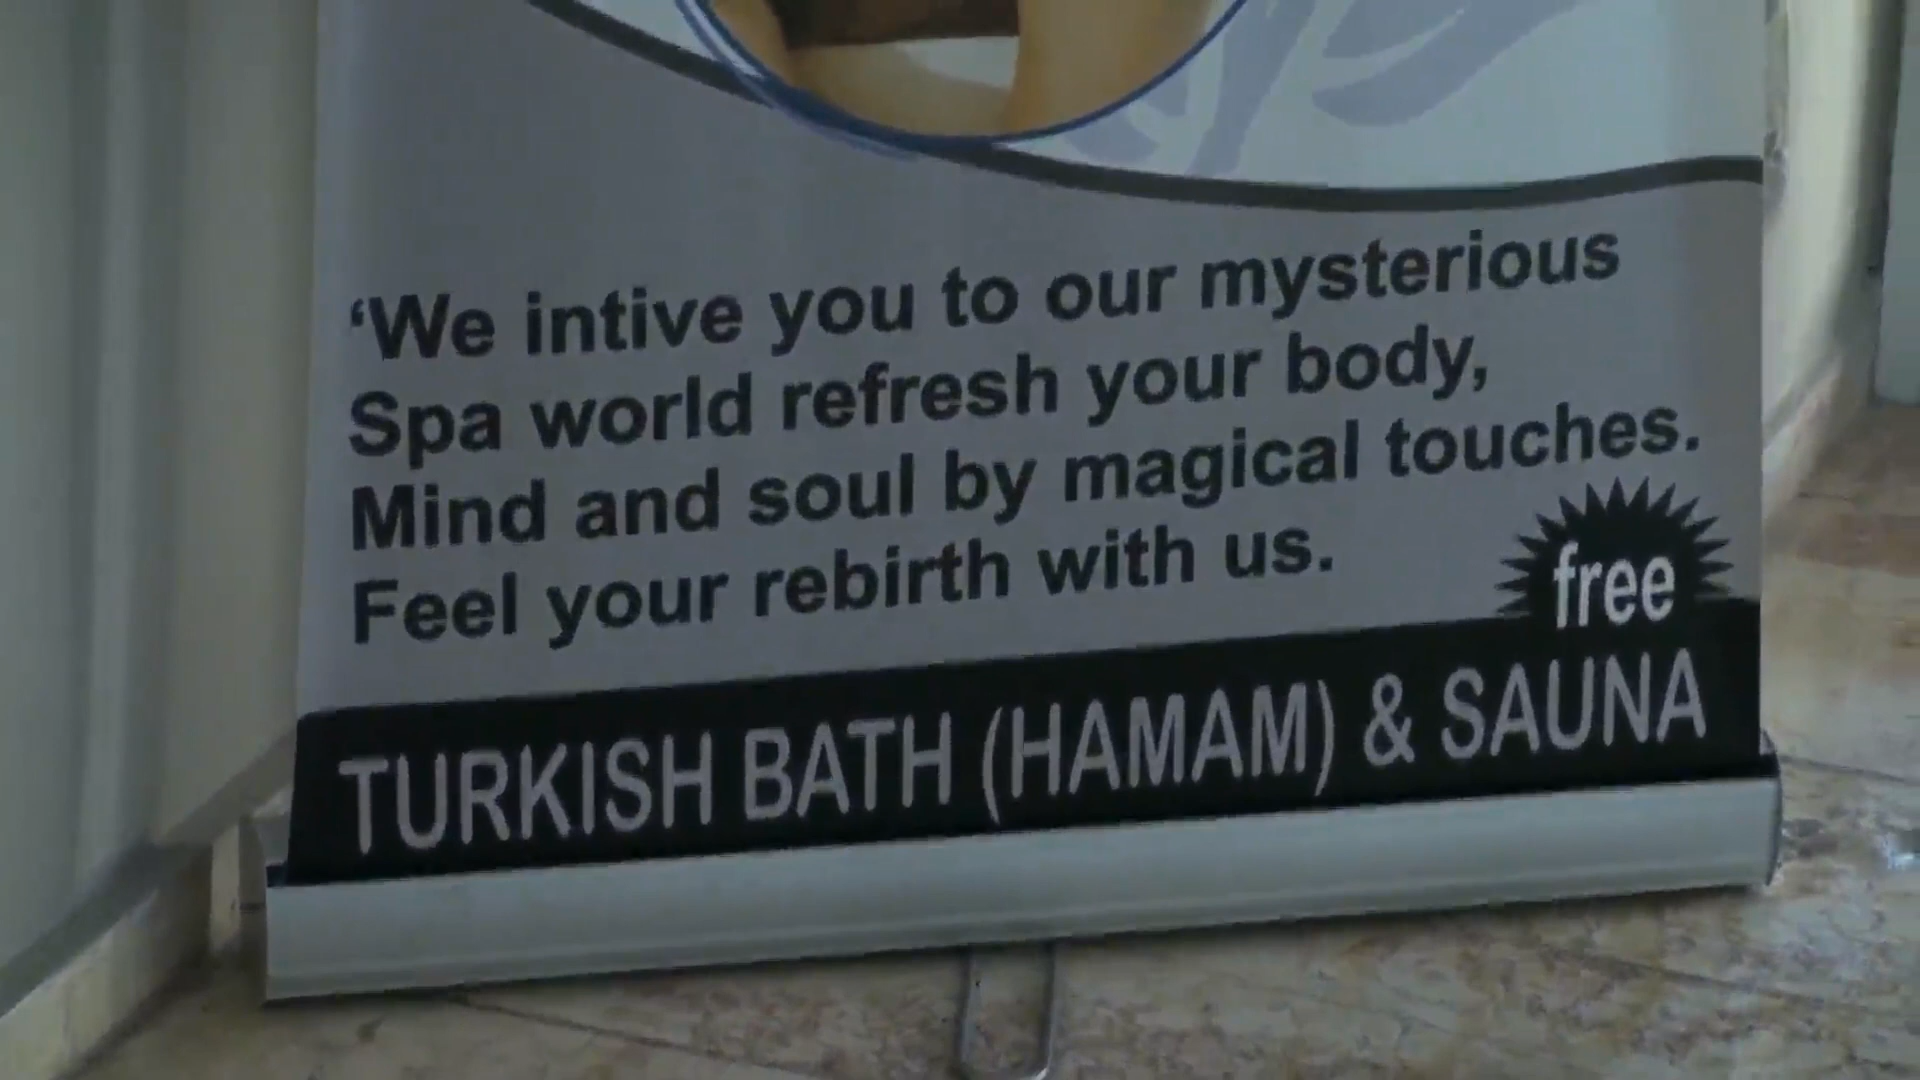 ‘We intive you to our mysterious
Spa world refresh your body,
Mind and soul by magical touches.
Feel your rebirth with us.
free
TURKISH BATH (HAMAM) & SAUNA